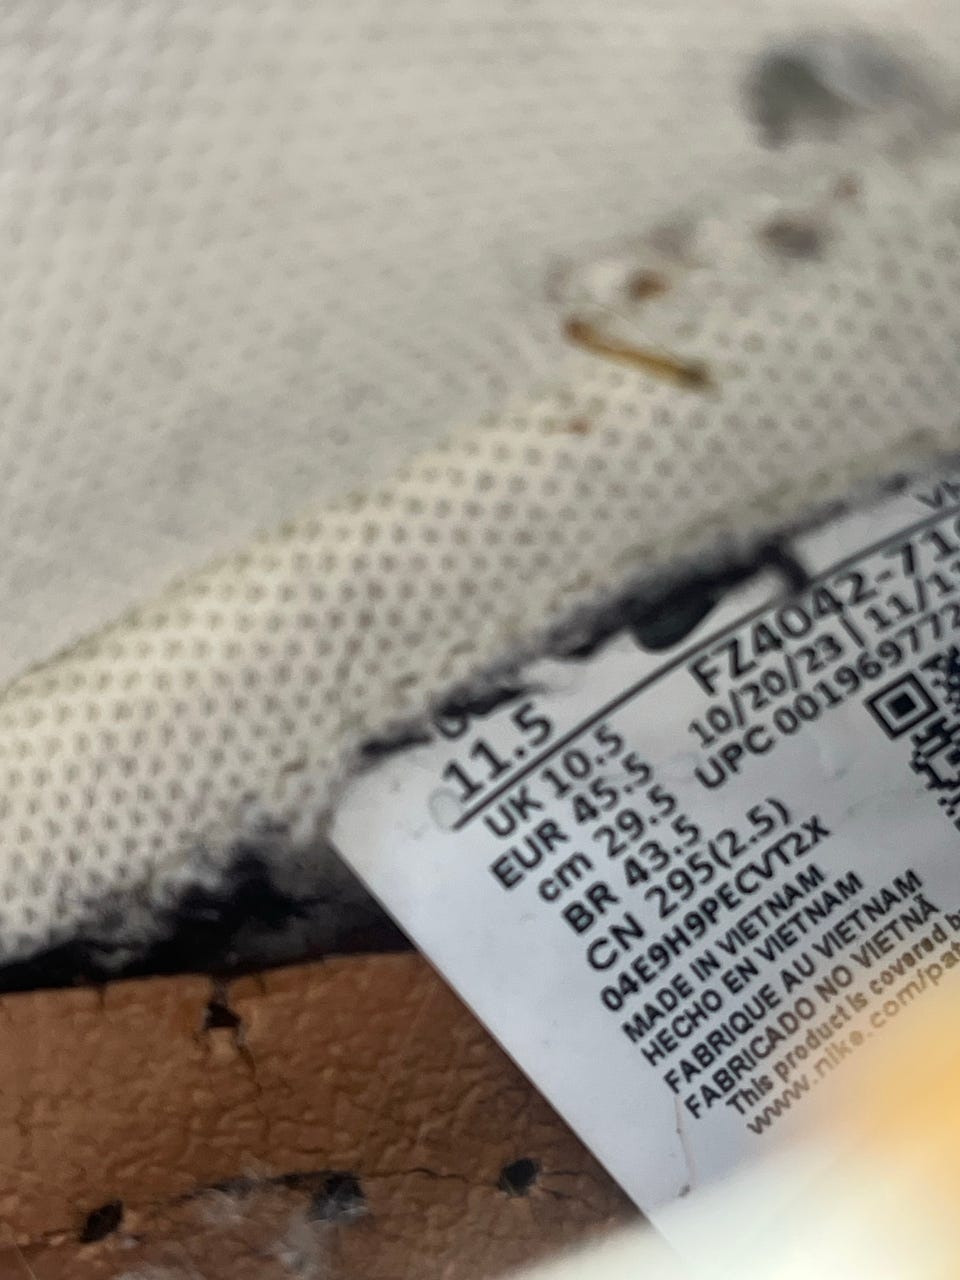 11.5
UK 10.5
EUR 45.5
cm 29.5
BR 43.5
CN 295(2.5)
FZ4042-71
10/20/23 | 11/1
UPC 001969772
04E9H9PECVT2X
MADE IN VIETNAM
HECHO EN VIETNAM
FABRIQUE AU VIETNAM
FABRICADO NO VIETNÃ
This product is covered
www.nike.com/pat